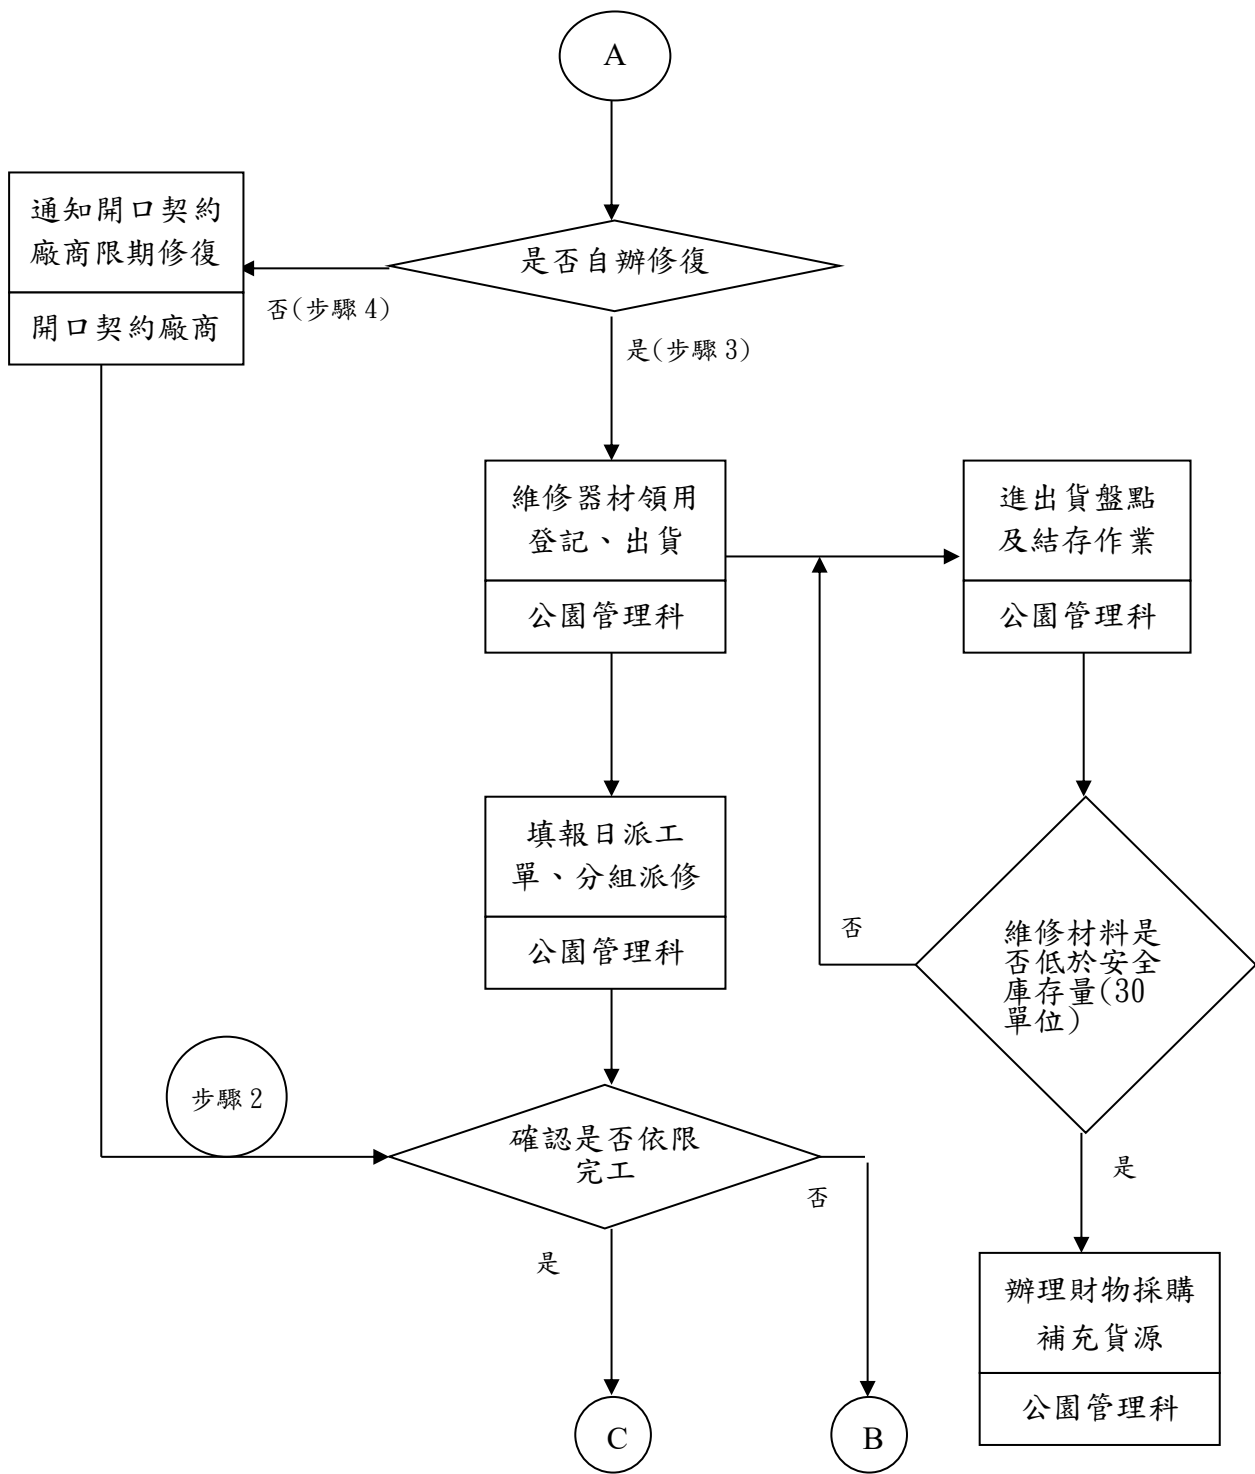 A
通知開口契約
廠商限期修復
開口契約廠商
是否自辦修復
否(步驟 4)
是(步驟 3)
維修器材領用
登記、出貨
公園管理科
進出貨盤點
及結存作業
公園管理科
填報日派工
單、分組派修
公園管理科
否
維修材料是
否低於安全
庫存量(30
單位)
步驟 2
確認是否依限
完工
否
是
是
辦理財物採購
補充貨源
公園管理科
C
B